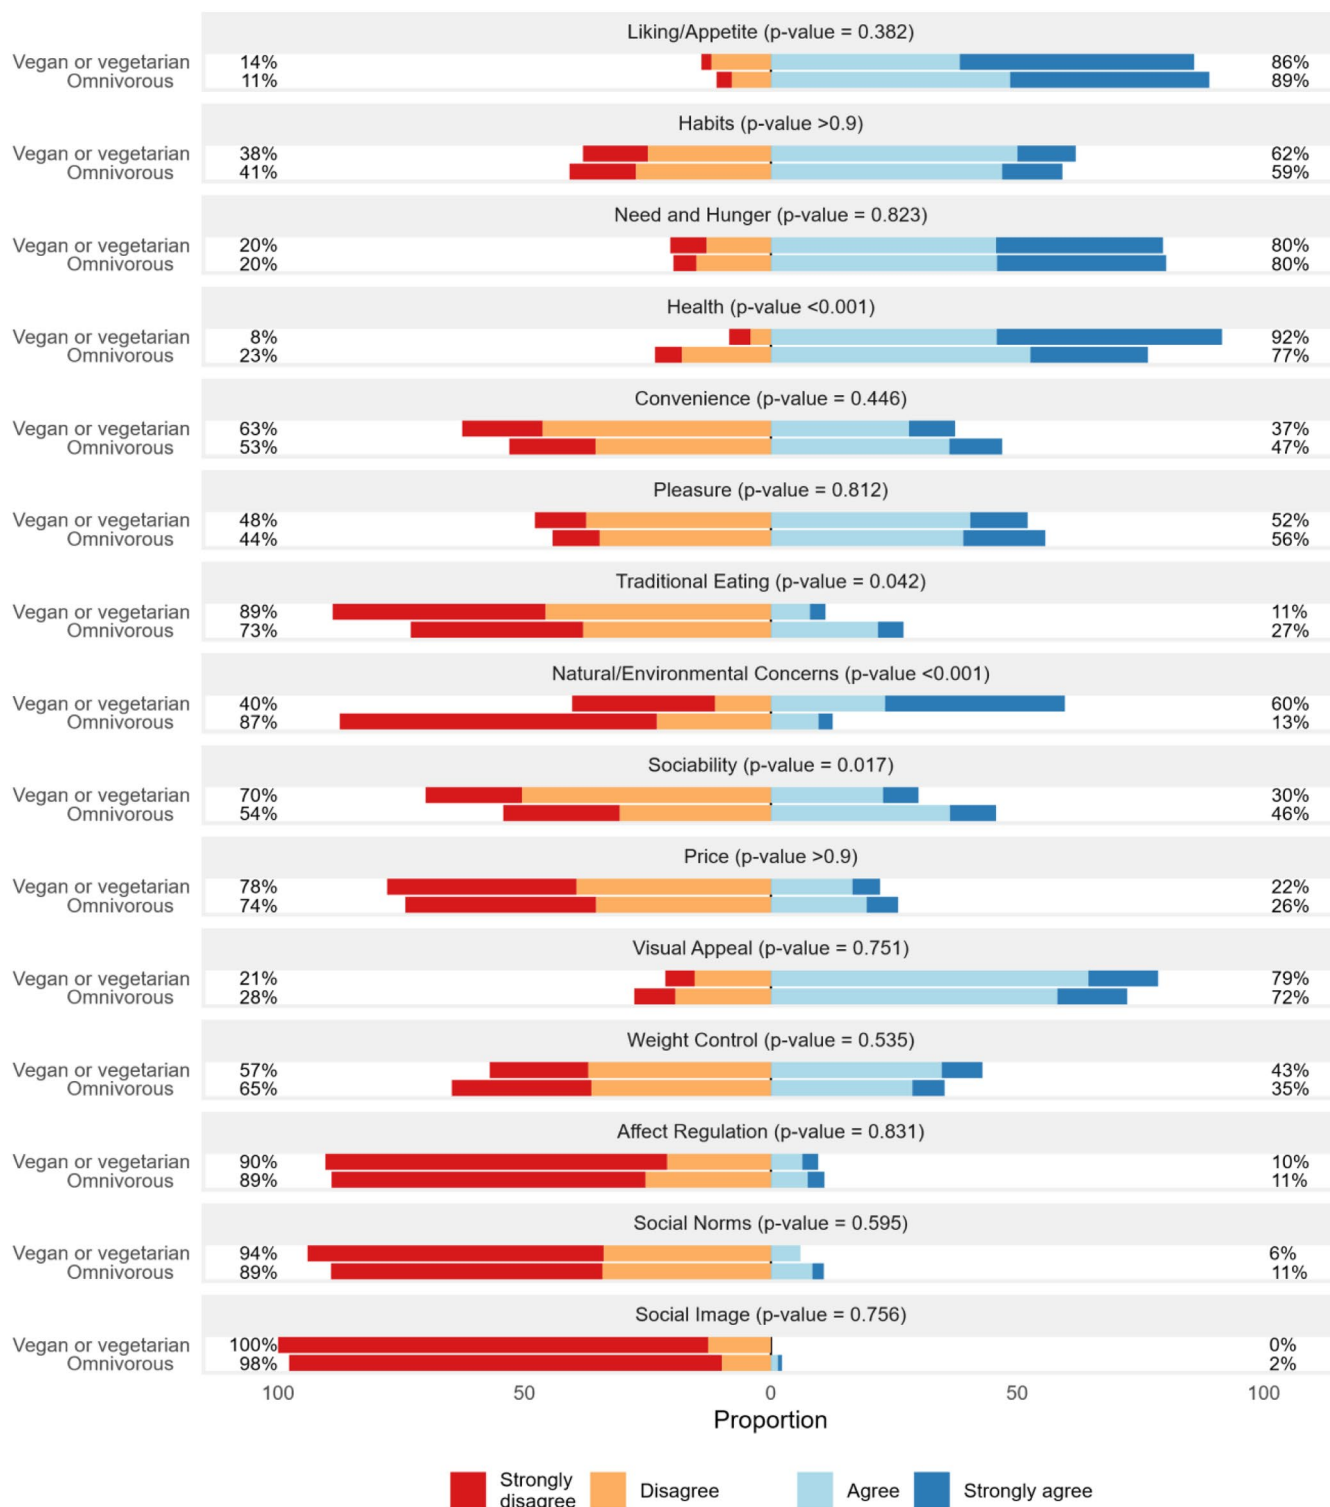 Liking/Appetite (p-value = 0.382)
Vegan or vegetarian 14% 86%
Omnivorous 11% 89%
Habits (p-value >0.9)
Vegan or vegetarian 38% 62%
Omnivorous 41% 59%
Need and Hunger (p-value = 0.823)
Vegan or vegetarian 20% 80%
Omnivorous 20% 80%
Health (p-value <0.001)
Vegan or vegetarian 8% 92%
Omnivorous 23% 77%
Convenience (p-value = 0.446)
Vegan or vegetarian 63% 37%
Omnivorous 53% 47%
Pleasure (p-value = 0.812)
Vegan or vegetarian 48% 52%
Omnivorous 44% 56%
Traditional Eating (p-value = 0.042)
Vegan or vegetarian 89% 11%
Omnivorous 73% 27%
Natural/Environmental Concerns (p-value <0.001)
Vegan or vegetarian 40% 60%
Omnivorous 87% 13%
Sociability (p-value = 0.017)
Vegan or vegetarian 70% 30%
Omnivorous 54% 46%
Price (p-value >0.9)
Vegan or vegetarian 78% 22%
Omnivorous 74% 26%
Visual Appeal (p-value = 0.751)
Vegan or vegetarian 21% 79%
Omnivorous 28% 72%
Weight Control (p-value = 0.535)
Vegan or vegetarian 57% 43%
Omnivorous 65% 35%
Affect Regulation (p-value = 0.831)
Vegan or vegetarian 90% 10%
Omnivorous 89% 11%
Social Norms (p-value = 0.595)
Vegan or vegetarian 94% 6%
Omnivorous 89% 11%
Social Image (p-value = 0.756)
Vegan or vegetarian 100% 0%
Omnivorous 98% 2%
100 50 0 50 100
Proportion
Strongly
disagree
Disagree
Agree
Strongly agree